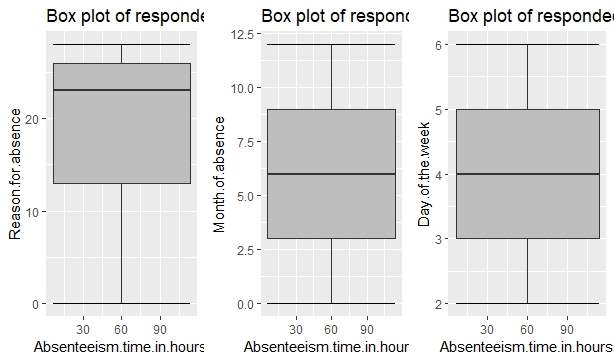 Box plot of responde
Reason.for.absence
20
10
0
30 60 90
Absenteeism.time.in.hours
Box plot of respond
Month.of.absence
12.5
10.0
7.5
5.0
2.5
0.0
30 60 90
Absenteeism.time.in.hours
Box plot of responde
Day.of.the.week
6
5
4
3
2
30 60 90
Absenteeism.time.in.hours